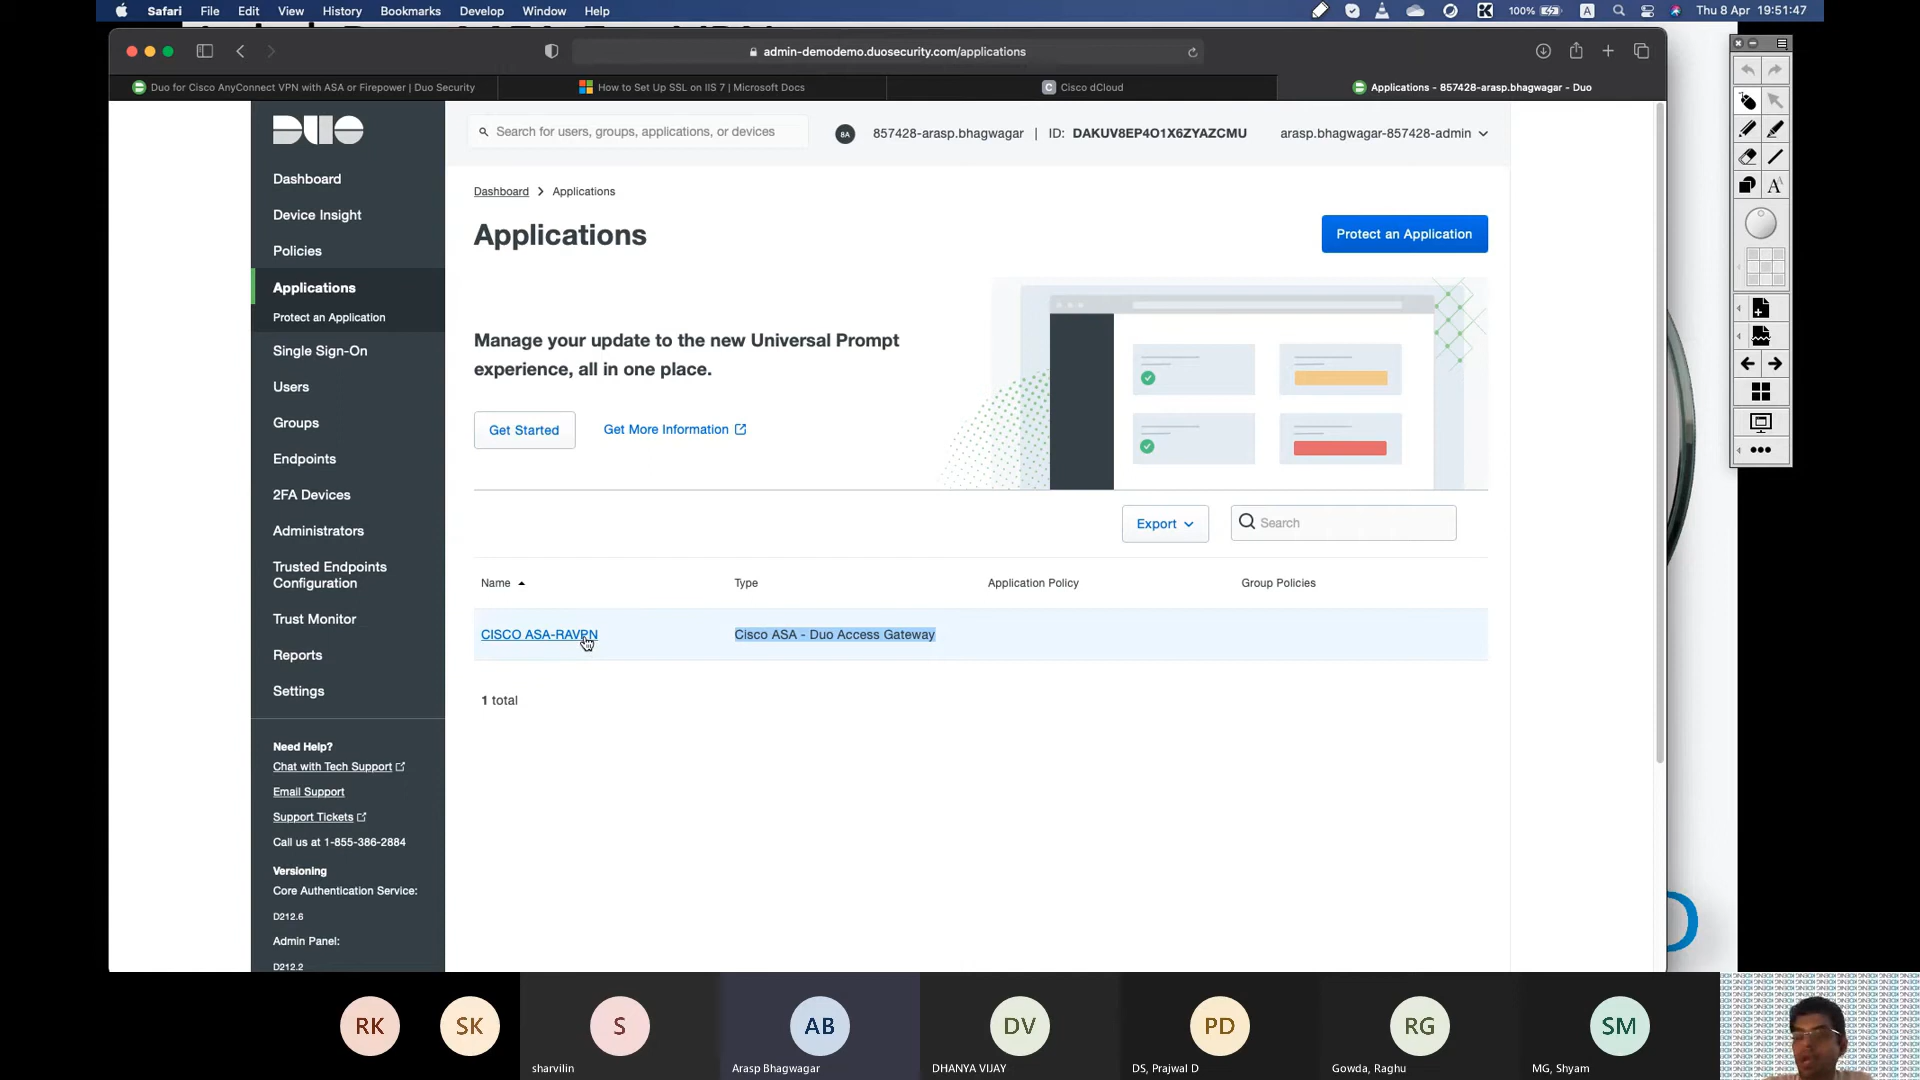 Safari File Edit View History Bookmarks Develop Window Help 100% A Thu 8 Apr 19:51:47
admin-demodemo.duosecurity.com/applications
Duo for Cisco AnyConnect VPN with ASA or Firepower | Duo Security
How to Set Up SSL on IIS 7 | Microsoft Docs
C Cisco dCloud
Applications - 857428-arasp.bhagwagar - Duo
DUO
Search for users, groups, applications, or devices
8A 857428-arasp.bhagwagar | ID: DAKUV8EP4O1X6ZYAZCMU
arasp.bhagwagar-857428-admin
Dashboard
Device Insight
Policies
Applications
Protect an Application
Single Sign-On
Users
Groups
Endpoints
2FA Devices
Administrators
Trusted Endpoints
Configuration
Trust Monitor
Reports
Settings
Need Help?
Chat with Tech Support
Email Support
Support Tickets
Call us at 1-855-386-2884
Versioning
Core Authentication Service:
D212.6
Admin Panel:
D212.2
Dashboard > Applications
Applications
Protect an Application
Manage your update to the new Universal Prompt
experience, all in one place.
Get Started
Get More Information
Export
Search
Name Type Application Policy Group Policies
CISCO ASA-RAVPN Cisco ASA - Duo Access Gateway
1 total
A
RK
SK
S
AB
DV
PD
RG
SM
sharvilin
Arasp Bhagwagar
DHANYA VIJAY
DS, Prajwal D
Gowda, Raghu
MG, Shyam